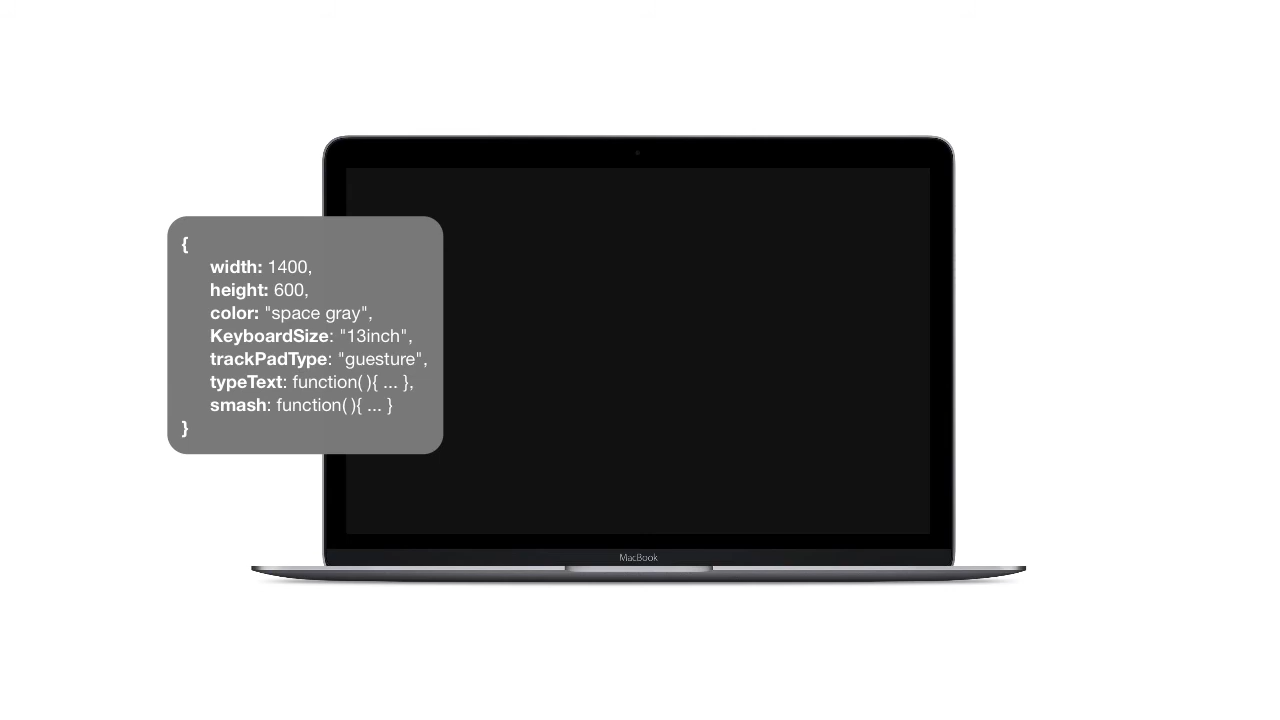 {
width: 1400,
height: 600,
color: "space gray",
KeyboardSize: "13inch",
trackPadType: "guesture",
typeText: function( ){ ... },
smash: function( ){ ... }
}
MacBook